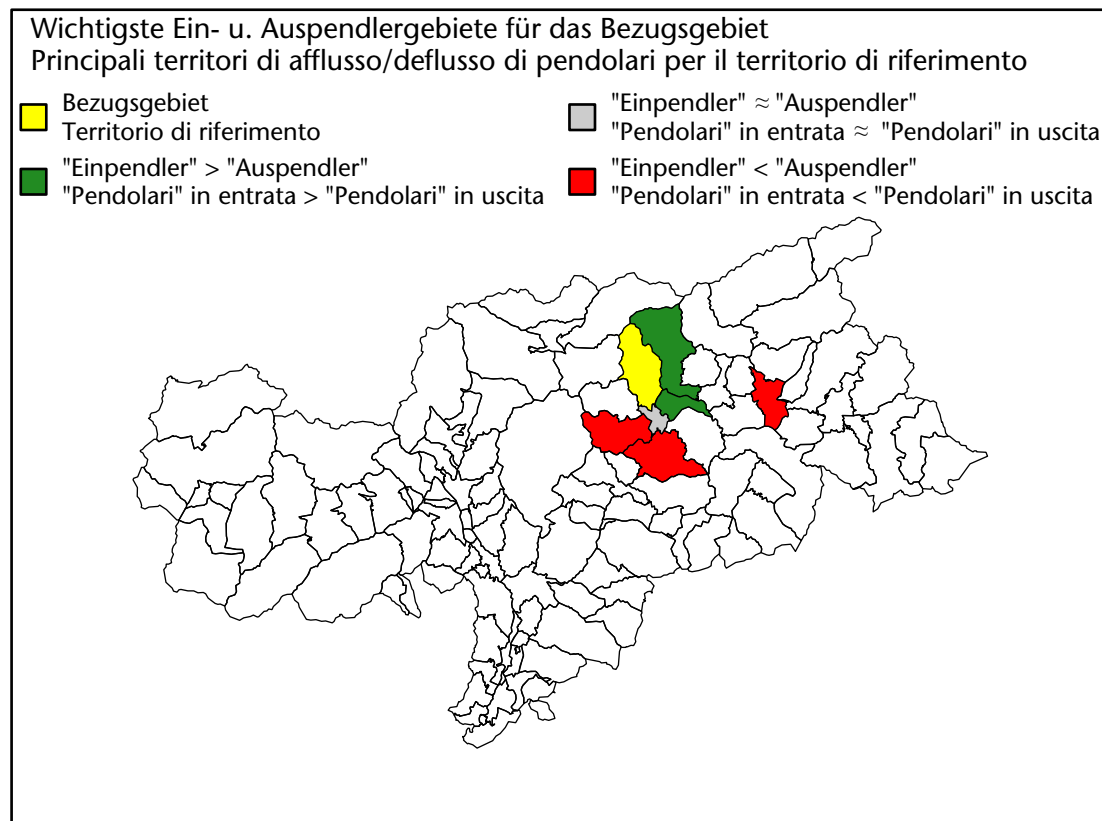 Wichtigste Ein- u. Auspendlergebiete für das Bezugsgebiet
Principali territori di afflusso/deflusso di pendolari per il territorio di riferimento
Bezugsgebiet
Territorio di riferimento
"Einpendler" > "Auspendler"
"Pendolari" in entrata > "Pendolari" in uscita
"Einpendler" ≈ "Auspendler"
"Pendolari" in entrata ≈ "Pendolari" in uscita
"Einpendler" < "Auspendler"
"Pendolari" in entrata < "Pendolari" in uscita